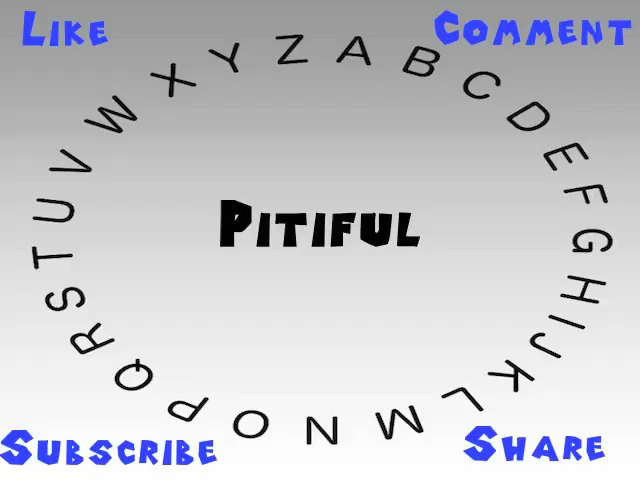 Like
Comment
A B C D E F G H I J K L M N O P Q R S T U V W X Y Z
Pitiful
Subscribe
Share